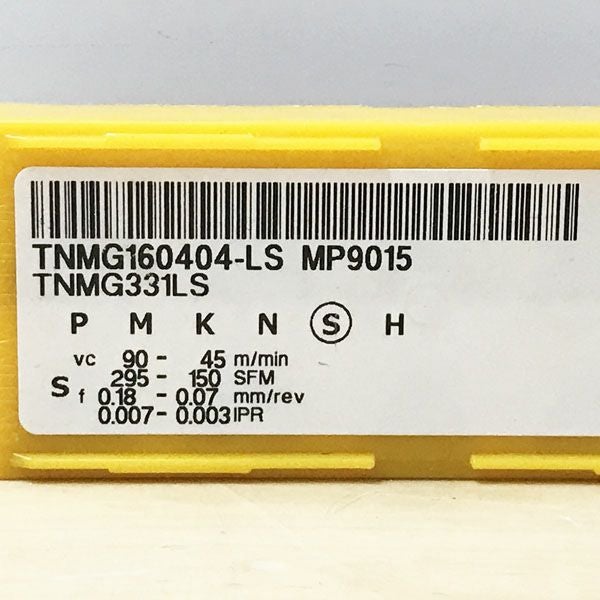 TNMG160404-LS MP9015
TNMG331LS
P M K N S H
vc 90 - 45 m/min
295 - 150 SFM
S f 0.18 - 0.07 mm/rev
0.007 - 0.003 IPR